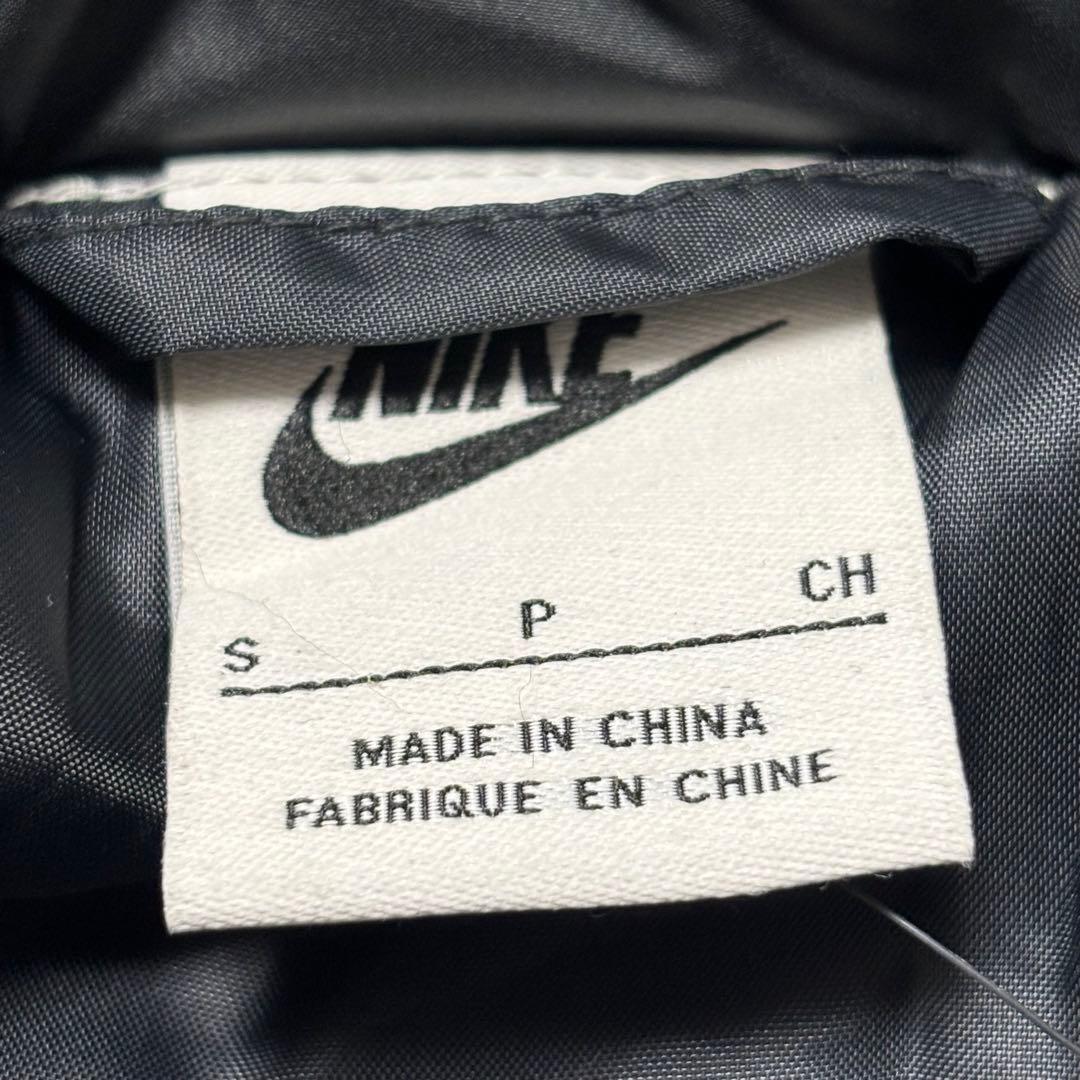 NIKE
S P CH
MADE IN CHINA
FABRIQUE EN CHINE